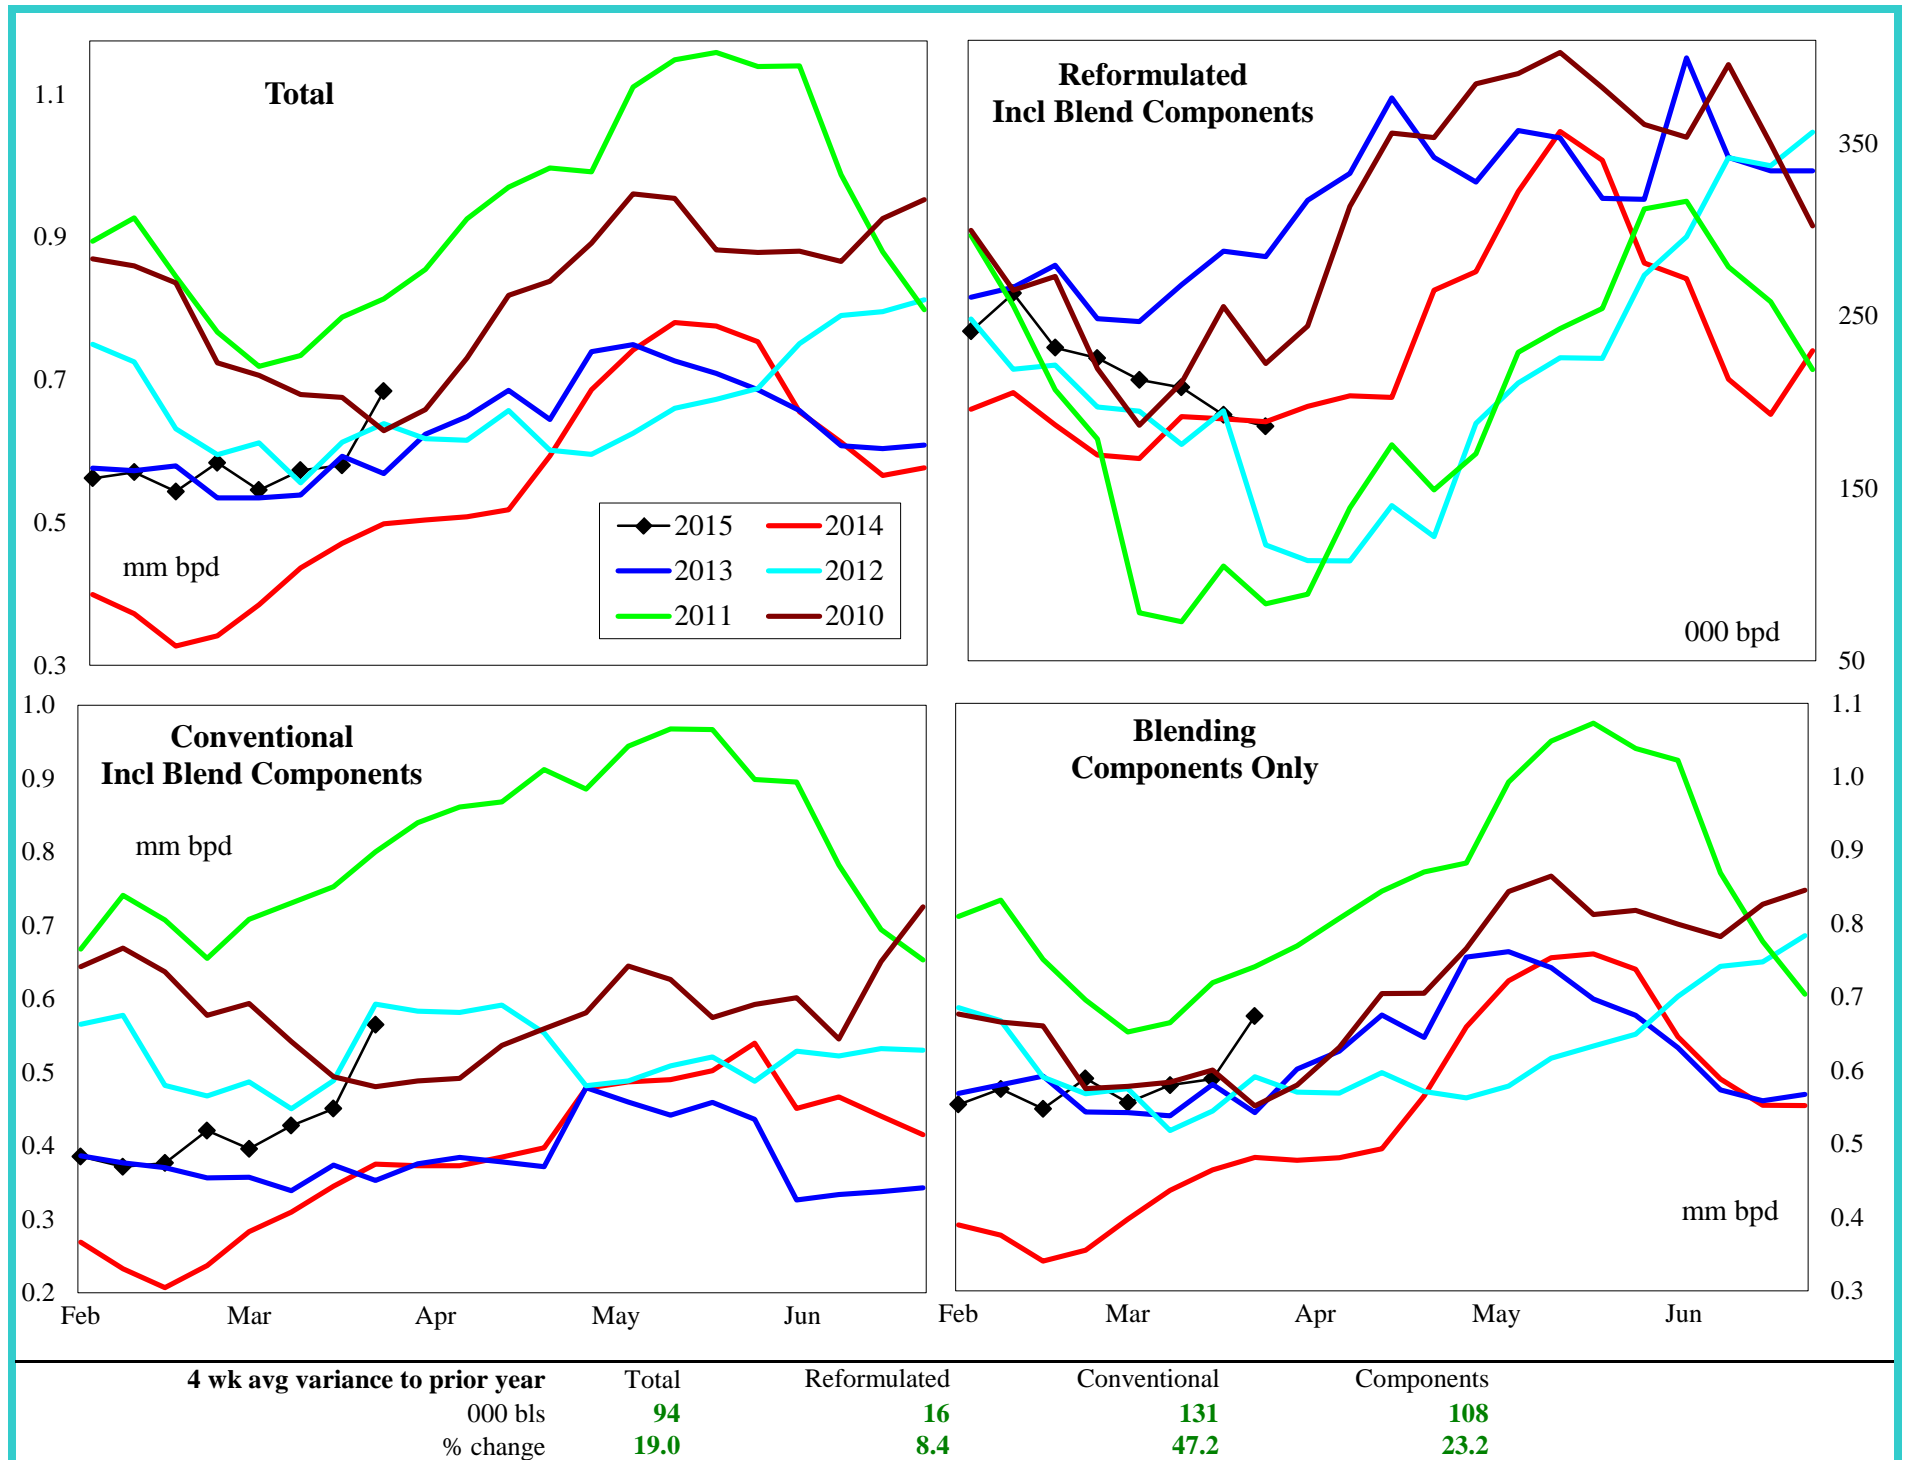 Total
1.1
0.9
0.7
0.5
0.3
mm bpd
2015 2014
2013 2012
2011 2010
Reformulated
Incl Blend Components
350
250
150
50
000 bpd
Conventional
Incl Blend Components
mm bpd
1.0
0.9
0.8
0.7
0.6
0.5
0.4
0.3
0.2
Feb Mar Apr May Jun
Blending
Components Only
1.1
1.0
0.9
0.8
0.7
0.6
0.5
0.4
0.3
mm bpd
Feb Mar Apr May Jun
4 wk avg variance to prior year Total Reformulated Conventional Components
000 bls 94 16 131 108
% change 19.0 8.4 47.2 23.2